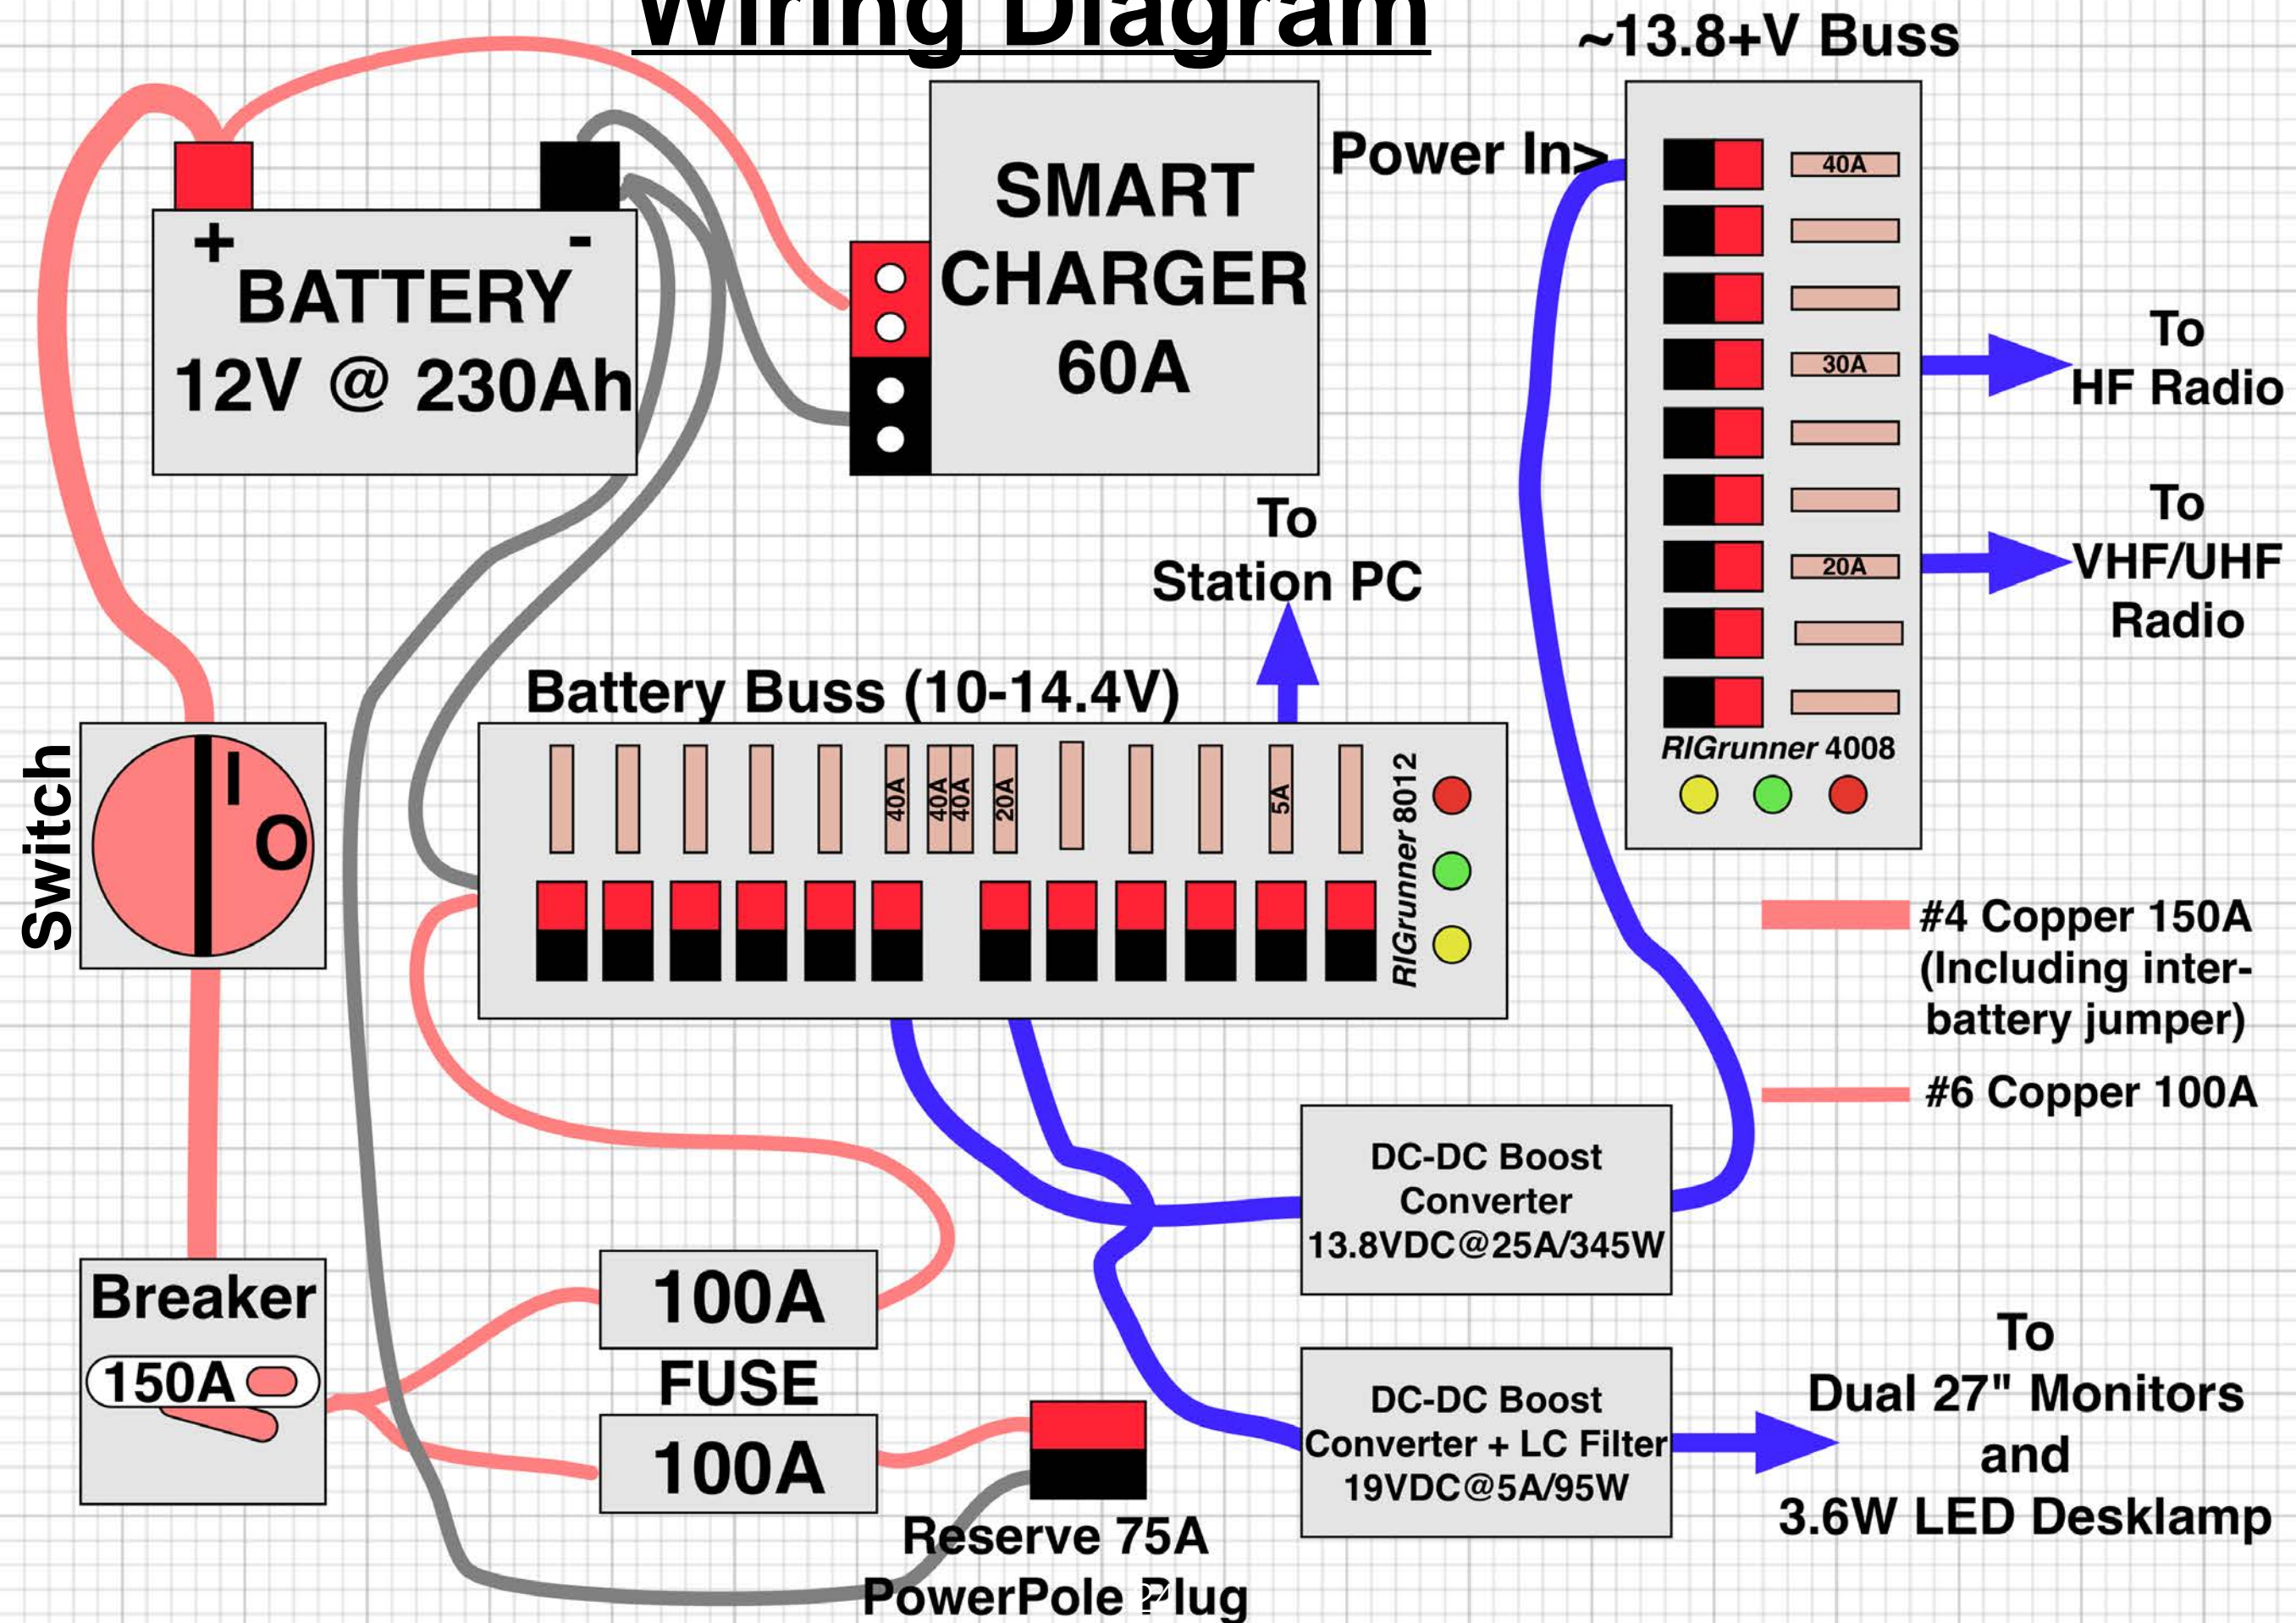 Wiring Diagram
~13.8+V Buss
Power In>
40A
30A
20A
RIGrunner 4008
To
HF Radio
To
VHF/UHF
Radio
+
-
BATTERY
12V @ 230Ah
SMART
CHARGER
60A
To
Station PC
Battery Buss (10-14.4V)
40A
40A
40A
20A
5A
RIGrunner 8012
Switch
I
O
#4 Copper 150A
(Including inter-
battery jumper)
#6 Copper 100A
Breaker
150A
100A
FUSE
100A
DC-DC Boost
Converter
13.8VDC@25A/345W
DC-DC Boost
Converter + LC Filter
19VDC@5A/95W
To
Dual 27" Monitors
and
3.6W LED Desklamp
Reserve 75A
PowerPole Plug